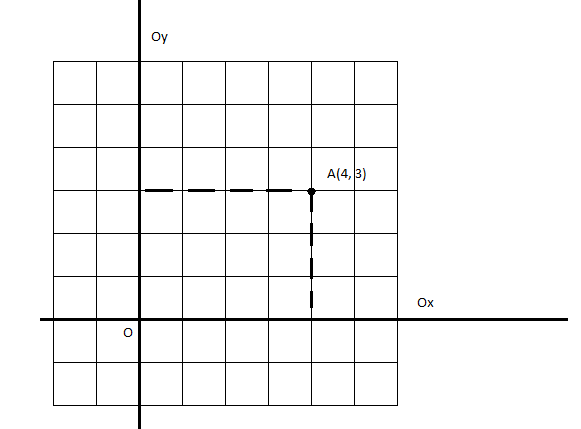 Oy
A(4, 3)
Ox
O